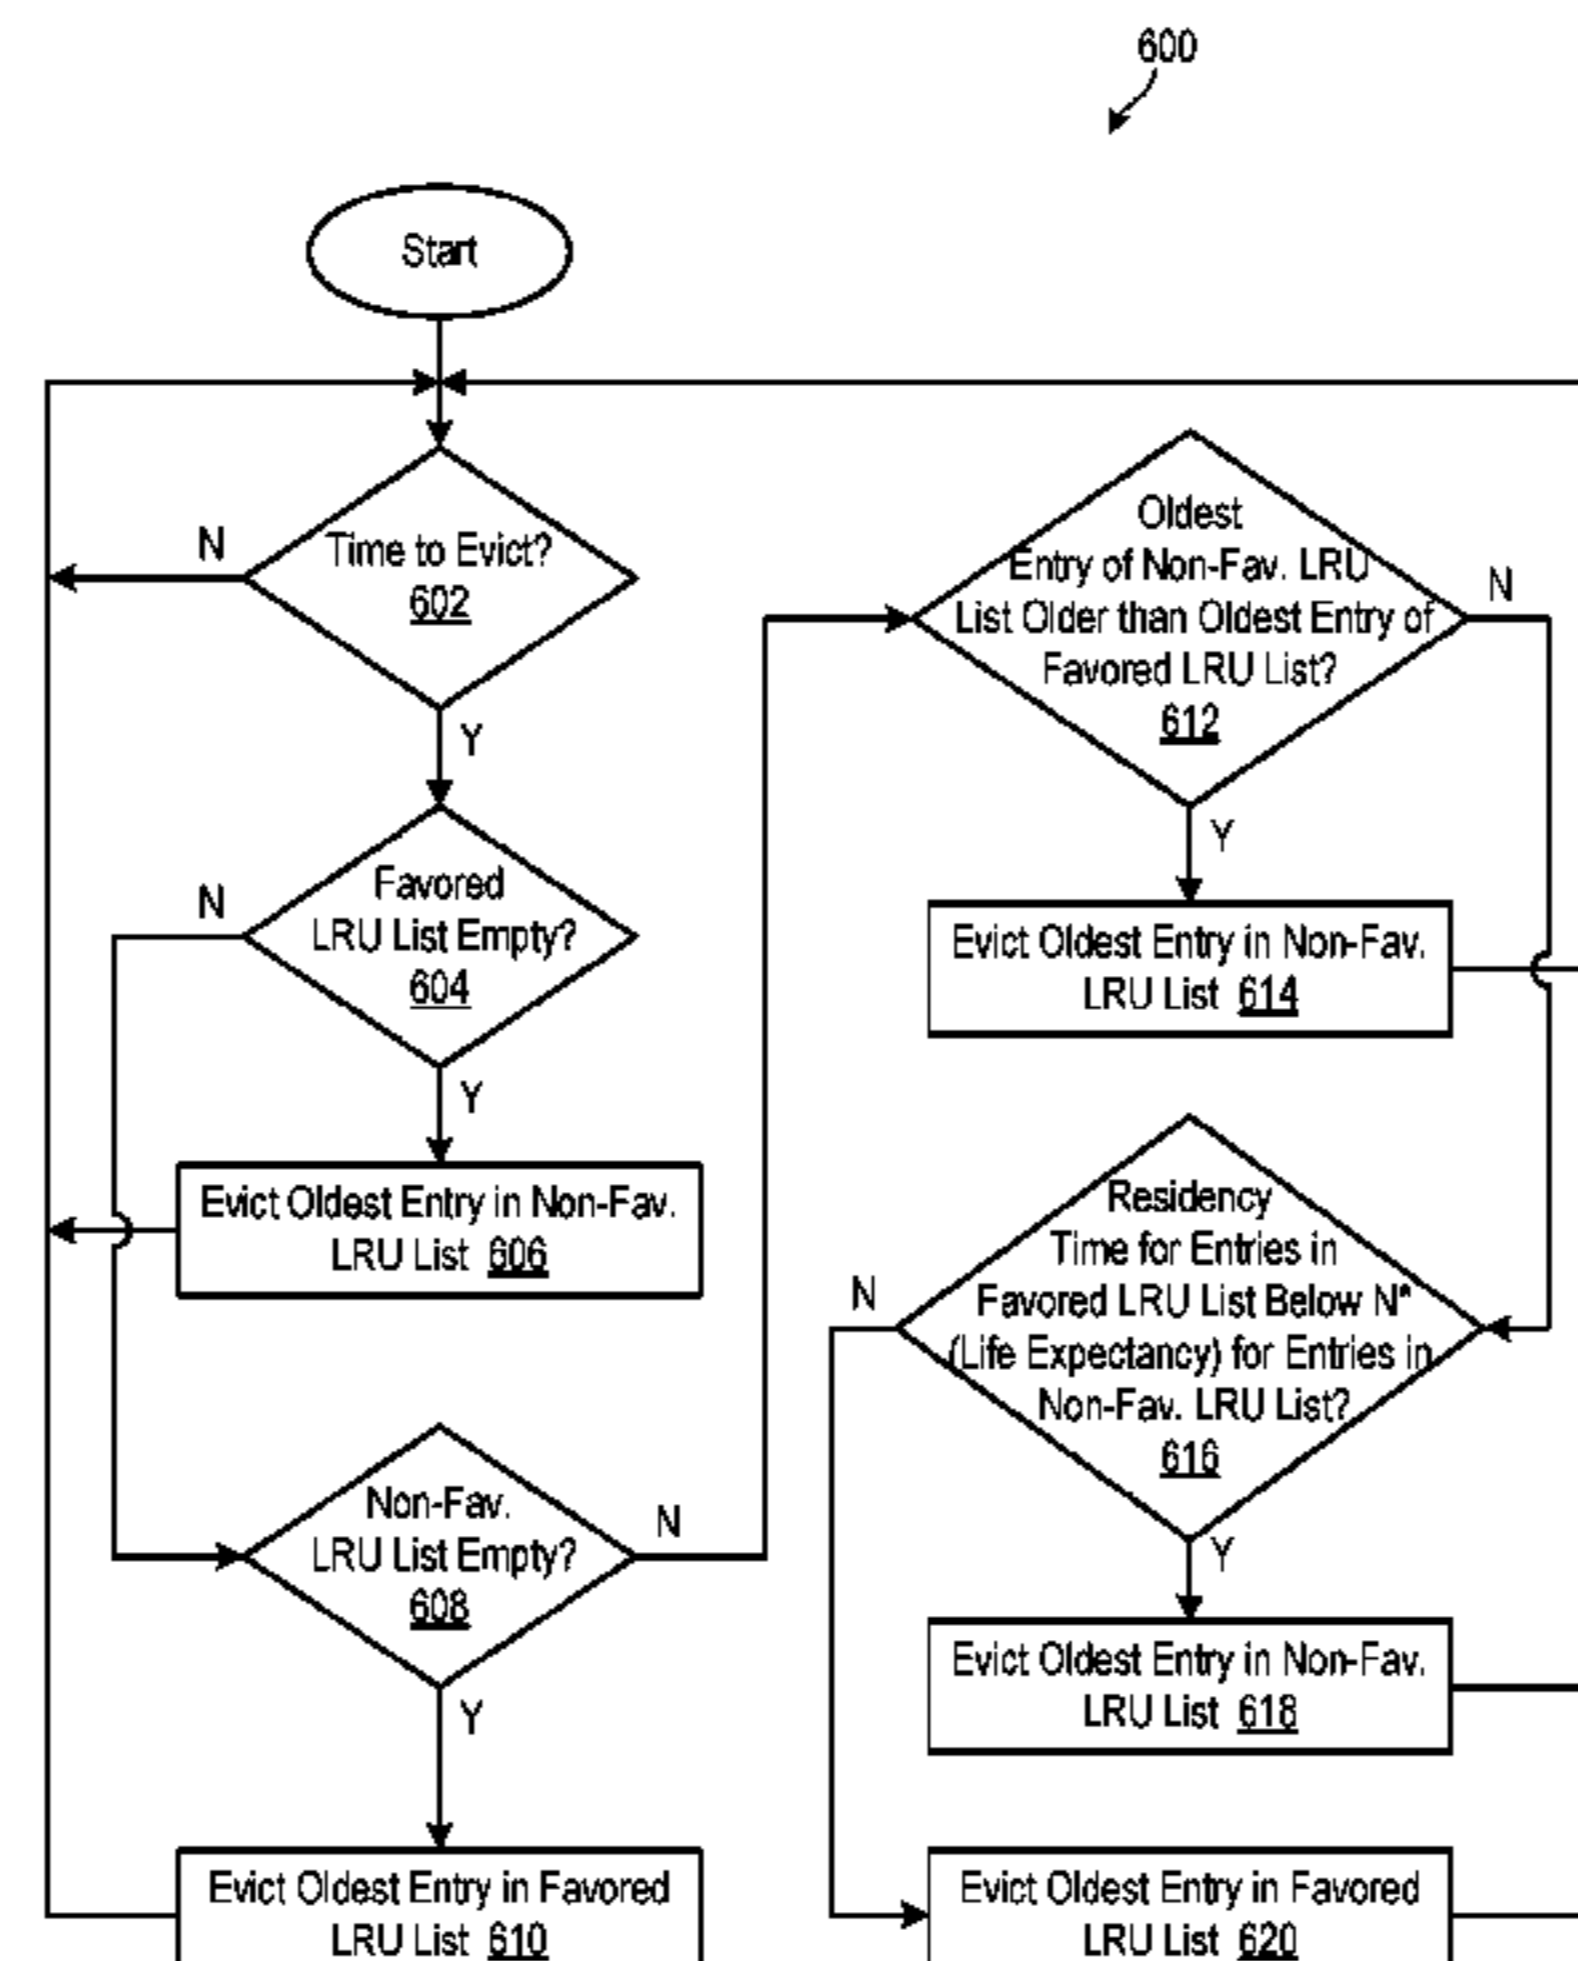 600
Start
Time to Evict?
602
N
Y
Favored
LRU List Empty?
604
N
Y
Evict Oldest Entry in Non-Fav.
LRU List 606
Non-Fav.
LRU List Empty?
608
N
Y
Evict Oldest Entry in Favored
LRU List 610
Oldest
Entry of Non-Fav. LRU
List Older than Oldest Entry of
Favored LRU List?
612
N
Y
Evict Oldest Entry in Non-Fav.
LRU List 614
Residency
Time for Entries in
Favored LRU List Below N*
(Life Expectancy) for Entries in
Non-Fav. LRU List?
616
N
Y
Evict Oldest Entry in Non-Fav.
LRU List 618
Evict Oldest Entry in Favored
LRU List 620